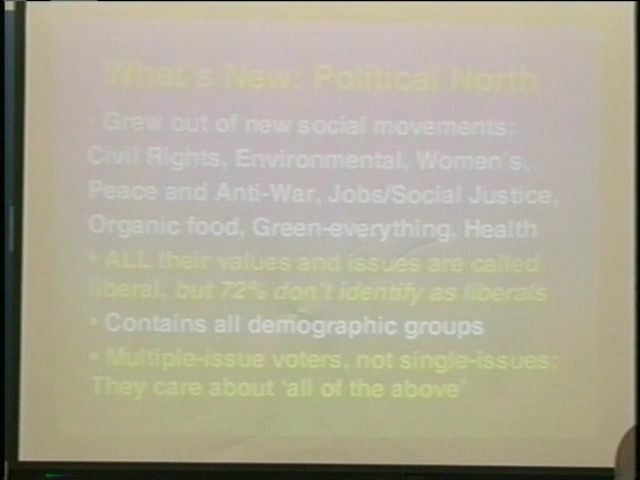 What's New: Political North
• Grew out of new social movements:
Civil Rights, Environmental, Women's,
Peace and Anti-War, Jobs/Social Justice,
Organic food, Green-everything, Health
• ALL their values and issues are called
liberal, but 72% don't identify as liberals
• Contains all demographic groups
• Multiple-issue voters, not single-issues:
They care about 'all of the above'